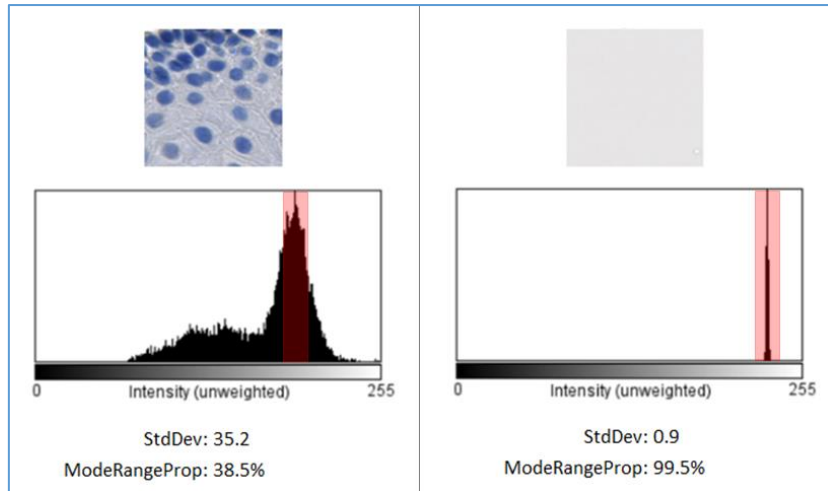 0
255
Intensity (unweighted)
StdDev: 35.2
ModeRangeProp: 38.5%
0
255
Intensity (unweighted)
StdDev: 0.9
ModeRangeProp: 99.5%